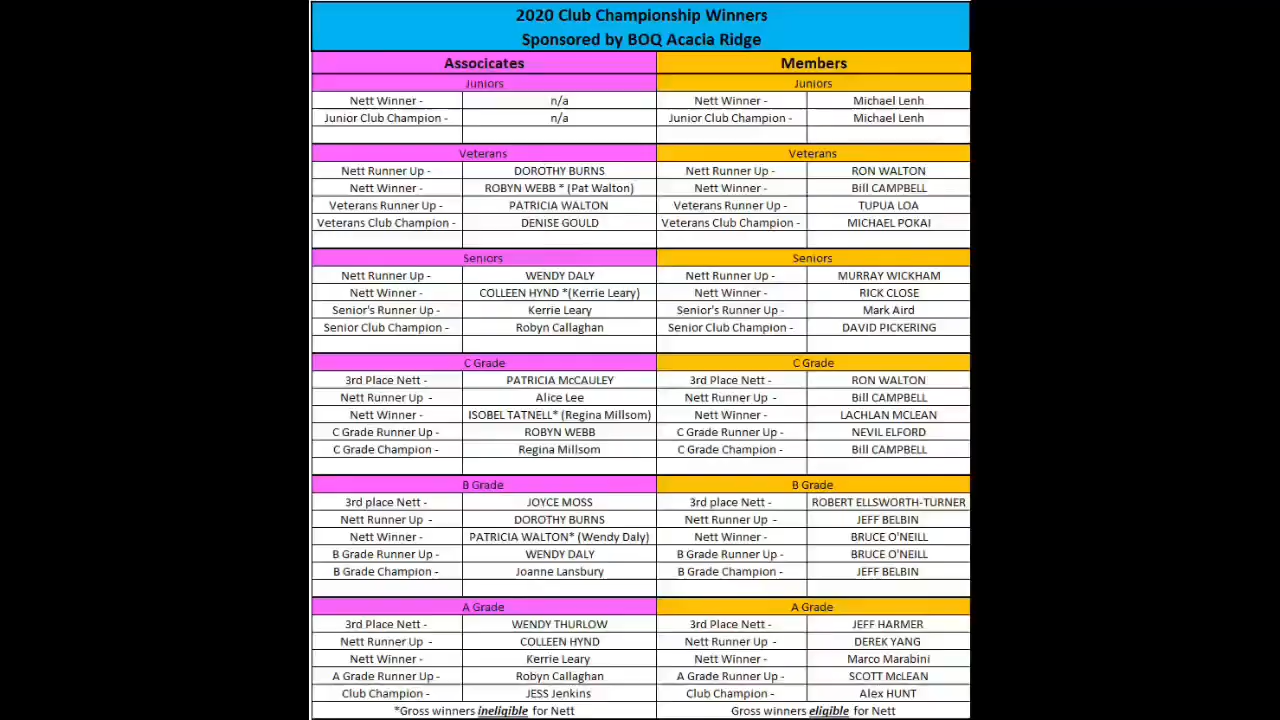 2020 Club Championship Winners
Sponsored by BOQ Acacia Ridge
Associcates Members
Juniors Juniors
Nett Winner - n/a Nett Winner - Michael Lenh
Junior Club Champion - n/a Junior Club Champion - Michael Lenh
Veterans Veterans
Nett Runner Up - DOROTHY BURNS Nett Runner Up - RON WALTON
Nett Winner - ROBYN WEBB * (Pat Walton) Nett Winner - Bill CAMPBELL
Veterans Runner Up - PATRICIA WALTON Veterans Runner Up - TUPUA LOA
Veterans Club Champion - DENISE GOULD Veterans Club Champion - MICHAEL POKAI
Seniors Seniors
Nett Runner Up - WENDY DALY Nett Runner Up - MURRAY WICKHAM
Nett Winner - COLLEEN HYND *(Kerrie Leary) Nett Winner - RICK CLOSE
Senior's Runner Up - Kerrie Leary Senior's Runner Up - Mark Aird
Senior Club Champion - Robyn Callaghan Senior Club Champion - DAVID PICKERING
C Grade C Grade
3rd Place Nett - PATRICIA McCAULEY 3rd Place Nett - RON WALTON
Nett Runner Up - Alice Lee Nett Runner Up - Bill CAMPBELL
Nett Winner - ISOBEL TATNELL* (Regina Millsom) Nett Winner - LACHLAN MCLEAN
C Grade Runner Up - ROBYN WEBB C Grade Runner Up - NEVIL ELFORD
C Grade Champion - Regina Millsom C Grade Champion - Bill CAMPBELL
B Grade B Grade
3rd place Nett - JOYCE MOSS 3rd place Nett - ROBERT ELLSWORTH-TURNER
Nett Runner Up - DOROTHY BURNS Nett Runner Up - JEFF BELBIN
Nett Winner - PATRICIA WALTON* (Wendy Daly) Nett Winner - BRUCE O'NEILL
B Grade Runner Up - WENDY DALY B Grade Runner Up - BRUCE O'NEILL
B Grade Champion - Joanne Lansbury B Grade Champion - JEFF BELBIN
A Grade A Grade
3rd Place Nett - WENDY THURLOW 3rd Place Nett - JEFF HARMER
Nett Runner Up - COLLEEN HYND Nett Runner Up - DEREK YANG
Nett Winner - Kerrie Leary Nett Winner - Marco Marabini
A Grade Runner Up - Robyn Callaghan A Grade Runner Up - SCOTT McLEAN
Club Champion - JESS Jenkins Club Champion - Alex HUNT
*Gross winners ineligible for Nett Gross winners eligible for Nett